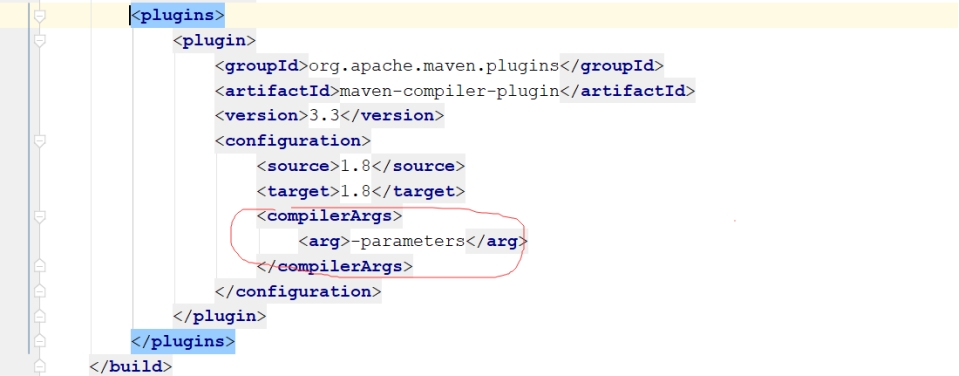 <plugins>
<plugin>
<groupId>org.apache.maven.plugins</groupId>
<artifactId>maven-compiler-plugin</artifactId>
<version>3.3</version>
<configuration>
<source>1.8</source>
<target>1.8</target>
<compilerArgs>
<arg>-parameters</arg>
</compilerArgs>
</configuration>
</plugin>
</plugins>
</build>